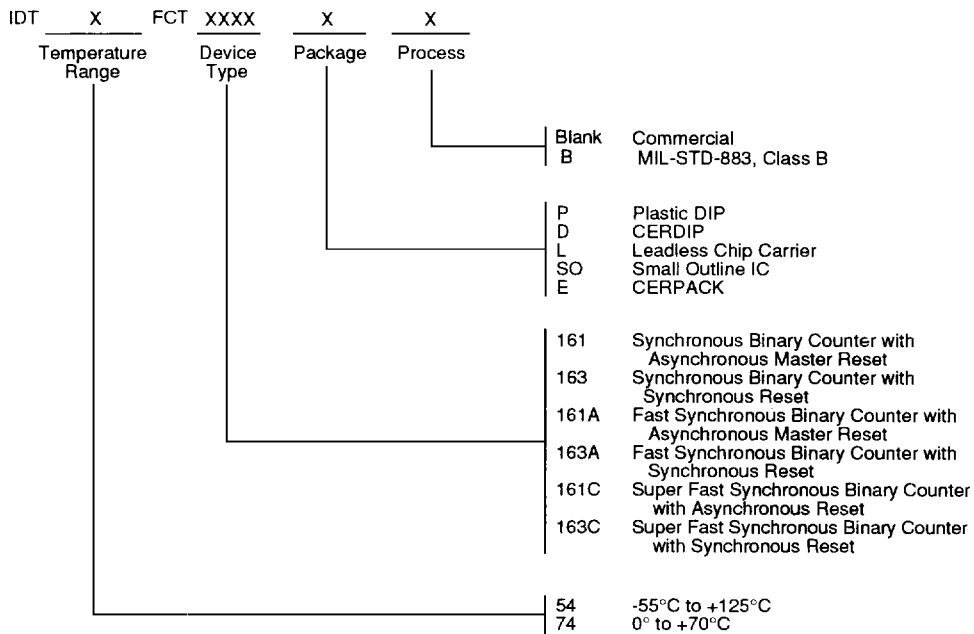 IDT X FCT XXXX X X
Temperature Range Device Type Package Process
Blank Commercial
B MIL-STD-883, Class B
P Plastic DIP
D CERDIP
L Leadless Chip Carrier
SO Small Outline IC
E CERPACK
161 Synchronous Binary Counter with
Asynchronous Master Reset
163 Synchronous Binary Counter with
Synchronous Reset
161A Fast Synchronous Binary Counter with
Asynchronous Master Reset
163A Fast Synchronous Binary Counter with
Synchronous Reset
161C Super Fast Synchronous Binary Counter
with Asynchronous Reset
163C Super Fast Synchronous Binary Counter
with Synchronous Reset
54 -55°C to +125°C
74 0° to +70°C